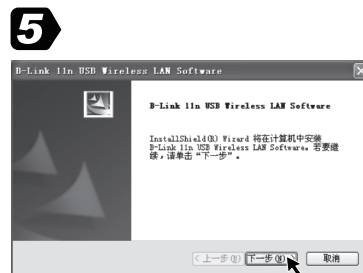 5
B-Link 11n USB Wireless LAN Software
B-Link 11n USB Wireless LAN Software
InstallShield(R) Wizard 将在计算机中安装
B-Link 11n USB Wireless LAN Software。若要继
续，请单击“下一步”。
<上一步(B) 下一步(N)> 取消